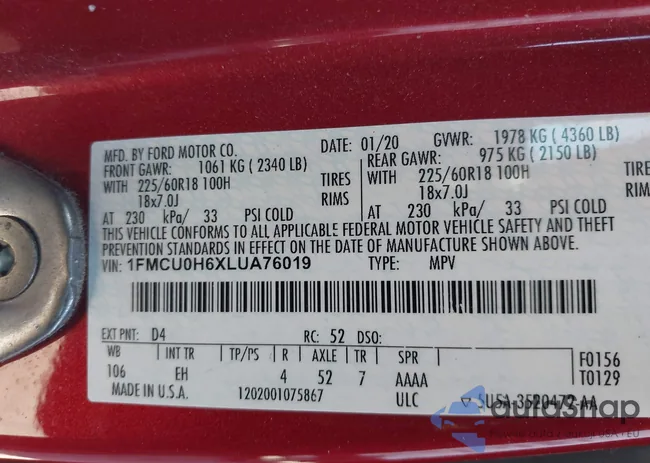 MFD. BY FORD MOTOR CO. DATE: 01/20 GVWR: 1978 KG ( 4360 LB)
FRONT GAWR: 1061 KG ( 2340 LB) REAR GAWR: 975 KG ( 2150 LB)
WITH 225/60R18 100H TIRES WITH 225/60R18 100H TIRES
18x7.0J RIMS 18x7.0J RIMS
AT 230 kPa/ 33 PSI COLD AT 230 kPa/ 33 PSI COLD
THIS VEHICLE CONFORMS TO ALL APPLICABLE FEDERAL MOTOR VEHICLE SAFETY AND THEFT
PREVENTION STANDARDS IN EFFECT ON THE DATE OF MANUFACTURE SHOWN ABOVE.
VIN: 1FMCU0H6XLUA76019 TYPE: MPV
EXT PNT: D4 RC: 52 DSO:
WB INT TR TP/PS R AXLE TR SPR F0156
106 EH 4 52 7 AAAA T0129
MADE IN U.S.A. 1202001075867 ULC 5U5A-3520472-AA
autosnap